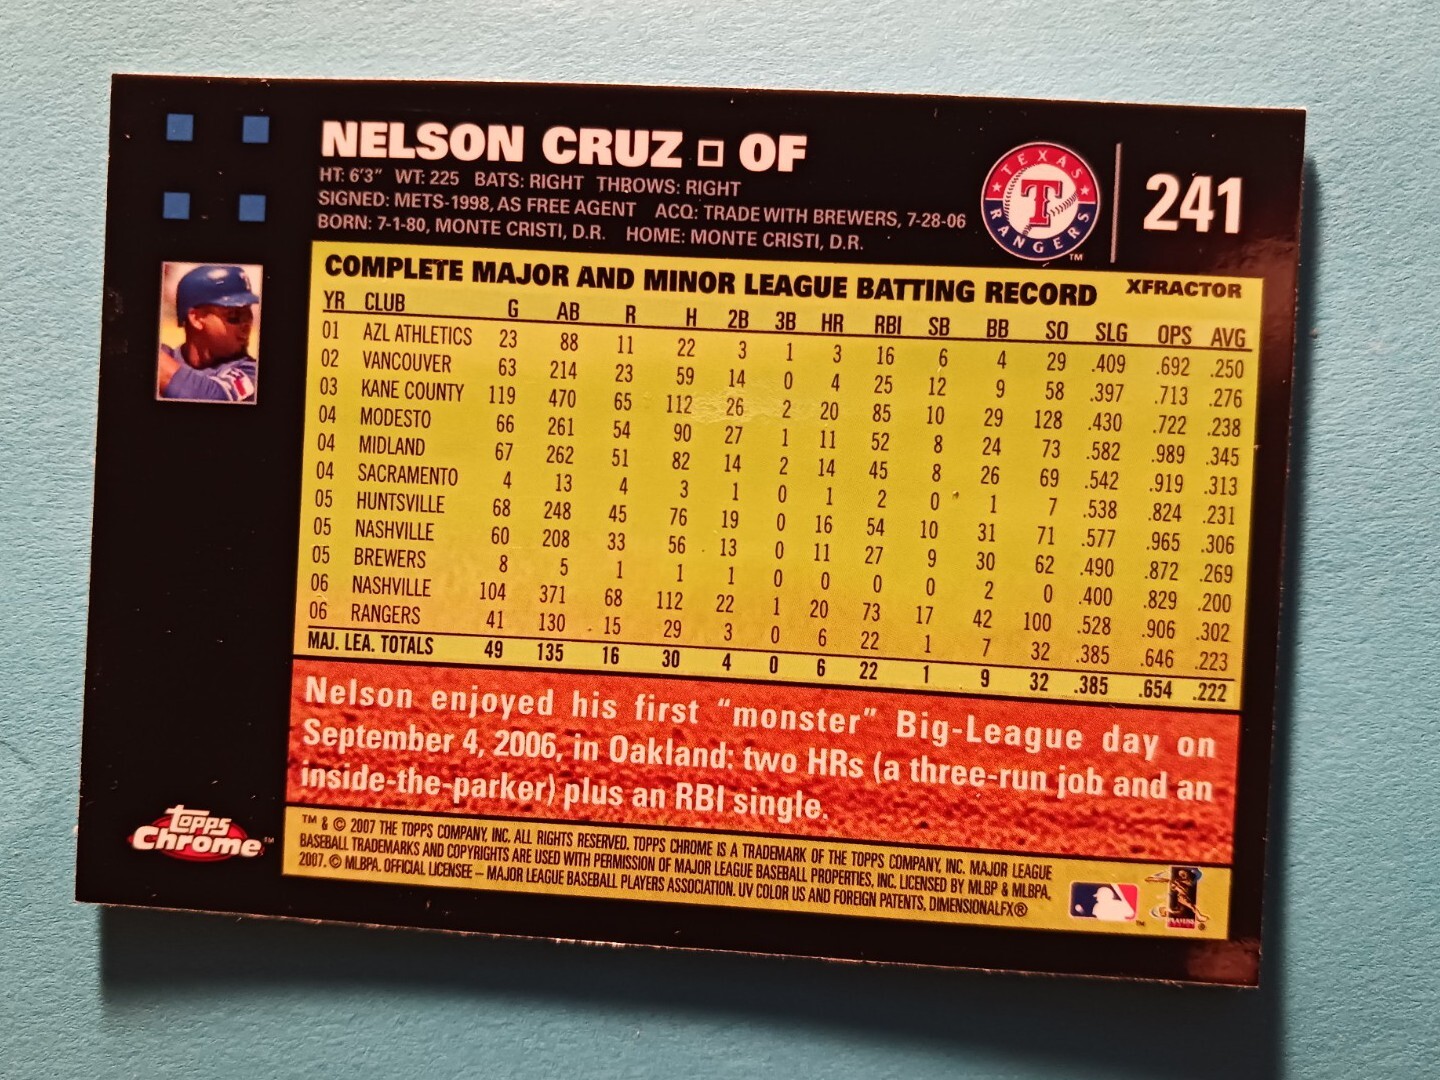 NELSON CRUZ □ OF
HT: 6'3" WT: 225 BATS: RIGHT THROWS: RIGHT
SIGNED: METS-1998, AS FREE AGENT ACQ: TRADE WITH BREWERS, 7-28-06
BORN: 7-1-80, MONTE CRISTI, D.R. HOME: MONTE CRISTI, D.R.
TEXAS
T
RANGERS
™
241
COMPLETE MAJOR AND MINOR LEAGUE BATTING RECORD XFRACTOR
YR CLUB G AB R H 2B 3B HR RBI SB BB SO SLG OPS AVG
01 AZL ATHLETICS 23 88 11 22 3 1 3 16 6 4 29 .409 .692 .250
02 VANCOUVER 63 214 23 59 14 0 4 25 12 9 58 .397 .713 .276
03 KANE COUNTY 119 470 65 112 26 2 20 85 10 29 128 .430 .722 .238
04 MODESTO 66 261 54 90 27 1 11 52 8 24 73 .582 .989 .345
04 MIDLAND 67 262 51 82 14 2 14 45 8 26 69 .542 .919 .313
04 SACRAMENTO 4 13 4 3 1 0 1 2 0 1 7 .538 .824 .231
05 HUNTSVILLE 68 248 45 76 19 0 16 54 10 31 71 .577 .965 .306
05 NASHVILLE 60 208 33 56 13 0 11 27 9 30 62 .490 .872 .269
05 BREWERS 8 5 1 1 1 0 0 0 0 2 0 .400 .829 .200
06 NASHVILLE 104 371 68 112 22 1 20 73 17 42 100 .528 .906 .302
06 RANGERS 41 130 15 29 3 0 6 22 1 7 32 .385 .646 .223
MAJ. LEA. TOTALS 49 135 16 30 4 0 6 22 1 9 32 .385 .654 .222
Nelson enjoyed his first "monster" Big-League day on
September 4, 2006, in Oakland: two HRs (a three-run job and an
inside-the-parker) plus an RBI single.
topps
Chrome™
™ & © 2007 THE TOPPS COMPANY, INC. ALL RIGHTS RESERVED. TOPPS CHROME IS A TRADEMARK OF THE TOPPS COMPANY, INC. MAJOR LEAGUE
BASEBALL TRADEMARKS AND COPYRIGHTS ARE USED WITH PERMISSION OF MAJOR LEAGUE BASEBALL PROPERTIES, INC. LICENSED BY MLBP & MLBPA,
2007. © MLBPA. OFFICIAL LICENSEE – MAJOR LEAGUE BASEBALL PLAYERS ASSOCIATION. UV COLOR US AND FOREIGN PATENTS, DIMENSIONALFX®